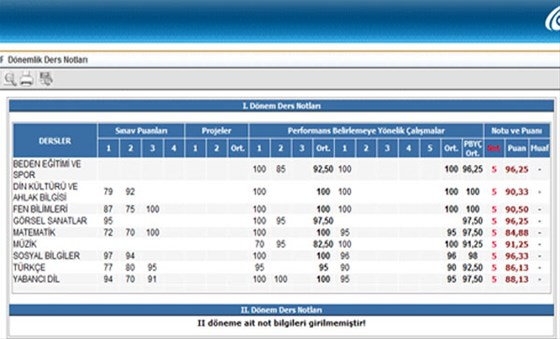 Dönemlik Ders Notları
I. Dönem Ders Notları
DERSLER Sınav Puanları Projeler Performans Belirlemeye Yönelik Çalışmalar Notu ve Puanı
1 2 3 4 1 2 Ort. 1 2 3 Ort. 1 2 3 4 5 Ort. PBYÇ Ort. Not Puan Muaf
BEDEN EĞİTİMİ VE SPOR 100 85 92,50 100 100 96,25 5 96,25 -
DİN KÜLTÜRÜ VE AHLAK BİLGİSİ 79 92 100 100 100 100 100 5 90,33 -
FEN BİLİMLERİ 87 75 100 100 100 100 100 100 5 90,50 -
GÖRSEL SANATLAR 95 100 95 97,50 97,50 5 96,25 -
MATEMATİK 72 70 100 100 100 95 95 97,50 5 84,88 -
MÜZİK 70 95 82,50 100 100 91,25 5 91,25 -
SOSYAL BİLGİLER 97 94 100 100 96 96 98 5 96,33 -
TÜRKÇE 77 80 95 95 95 90 90 92,50 5 86,13 -
YABANCI DİL 94 70 91 100 100 100 95 95 97,50 5 88,13 -
II. Dönem Ders Notları
II döneme ait not bilgileri girilmemiştir!